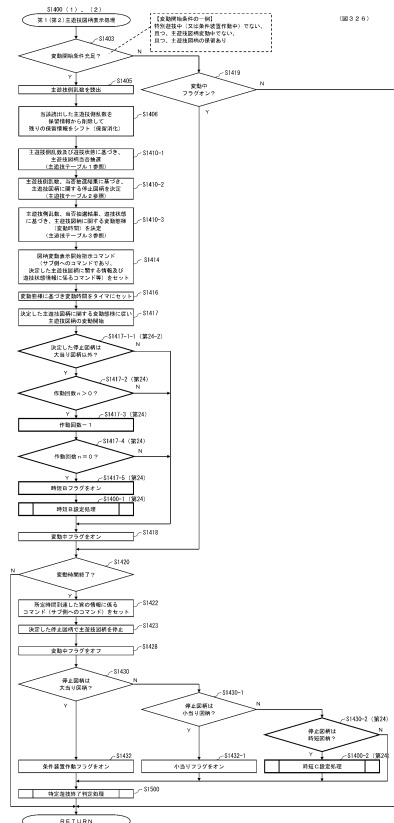 (図326)
S1400 (1), (2)
第1(第2)主遊技図柄表示処理
【変動開始条件の一例】
特別遊技中(又は条件装置作動中)でない、
且つ、主遊技図柄変動中でない、
且つ、主遊技図柄の保留あり
S1403
変動開始条件充足?
N
Y
S1405
主遊技側乱数を読出
S1419
変動中
フラグオン?
N
Y
S1406
当該読出した主遊技側乱数を
保留情報から削除して
残りの保留情報をシフト(保留消化)
S1410-1
主遊技側乱数及び遊技状態に基づき、
主遊技図柄当否抽選
(主遊技テーブル1参照)
S1410-2
主遊技側乱数、当否抽選結果に基づき、
主遊技図柄に関する停止図柄を決定
(主遊技テーブル2参照)
S1410-3
主遊技側乱数、当否抽選結果、遊技状態
に基づき、主遊技図柄に関する変動態様
(変動時間)を決定
(主遊技テーブル3参照)
S1414
図柄変動表示開始指示コマンド
(サブ側へのコマンドであり、
決定した主遊技図柄に関する情報及び
遊技状態情報に係るコマンド等)をセット
S1416
変動態様に基づき変動時間をタイマにセット
S1417
決定した主遊技図柄に関する変動態様に従い
主遊技図柄の変動開始
S1417-1-1 (第24-2)
決定した停止図柄は
大当り図柄以外?
N
Y
S1417-2 (第24)
作動回数n>0?
N
Y
S1417-3 (第24)
作動回数-1
S1417-4 (第24)
作動回数n=0?
N
Y
S1417-5 (第24)
時短Bフラグをオン
S1400-1 (第24)
時短B設定処理
S1418
変動中フラグをオン
S1420
変動時間終了?
N
Y
S1422
所定時間到達した旨の情報に係る
コマンド(サブ側へのコマンド)をセット
S1423
決定した停止図柄で主遊技図柄を停止
S1428
変動中フラグをオフ
S1430
停止図柄は
大当り図柄?
N
Y
S1430-1
停止図柄は
小当り図柄?
N
Y
S1430-2 (第24)
停止図柄は
時短図柄?
N
Y
S1432
条件装置作動フラグをオン
S1432-1
小当りフラグをオン
S1400-2 (第24)
時短C設定処理
S1500
特定遊技終了判定処理
RETURN